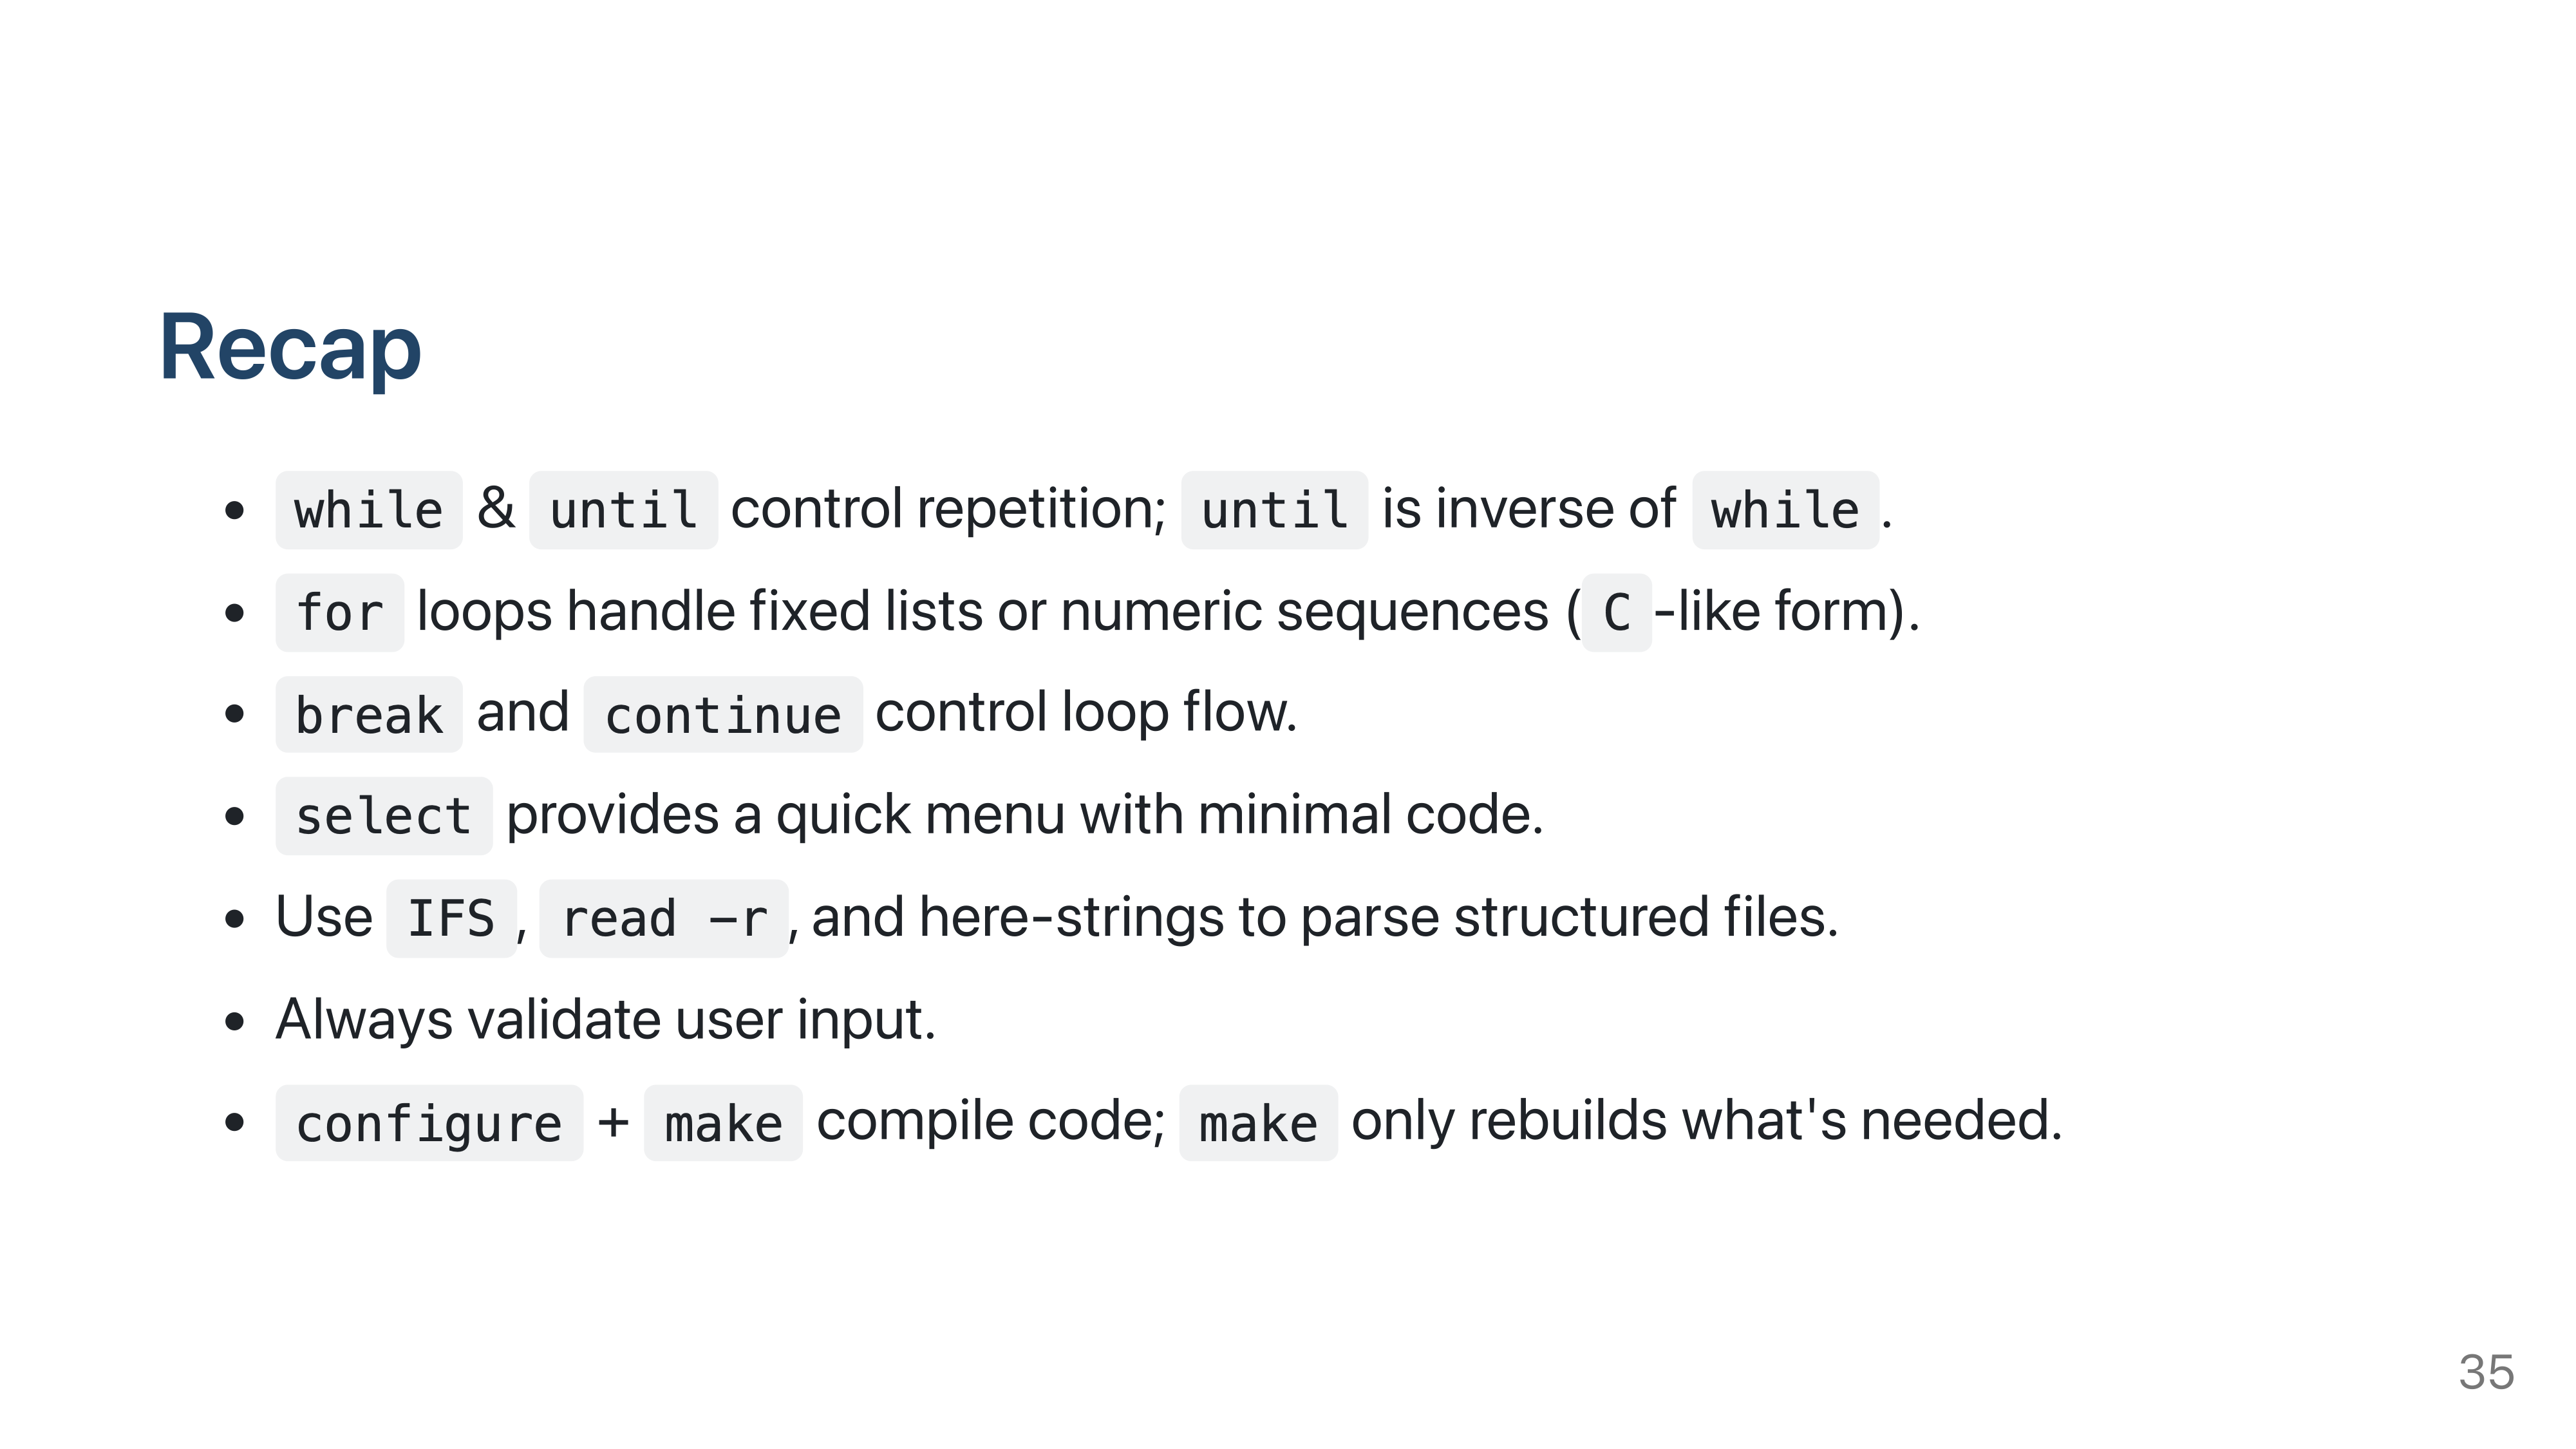 Recap
• while & until control repetition; until is inverse of while.
• for loops handle fixed lists or numeric sequences (C-like form).
• break and continue control loop flow.
• select provides a quick menu with minimal code.
• Use IFS, read -r, and here-strings to parse structured files.
• Always validate user input.
• configure + make compile code; make only rebuilds what's needed.
35